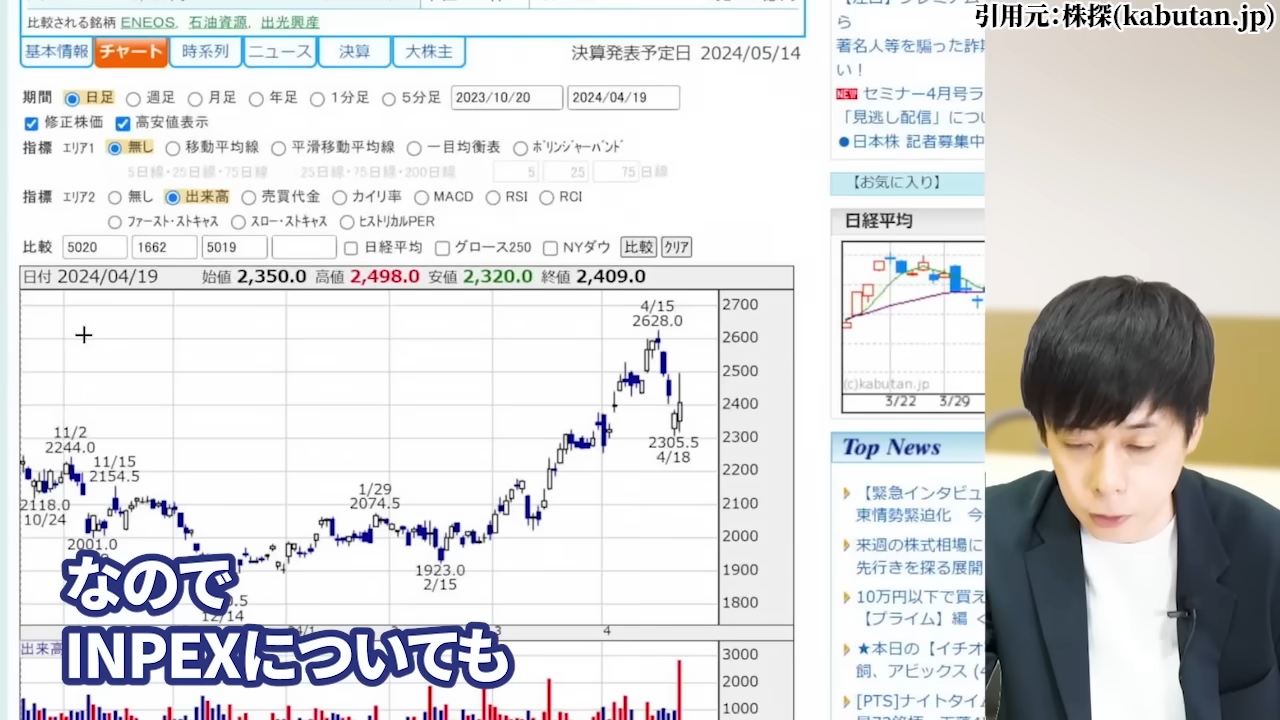 引用元:株探(kabutan.jp)
比較される銘柄 ENEOS, 石油資源, 出光興産
基本情報 チャート 時系列 ニュース 決算 大株主 決算発表予定日 2024/05/14
期間 日足 週足 月足 年足 1分足 5分足 2023/10/20 2024/04/19
修正株価 高安値表示
指標 エリア1 無し 移動平均線 平滑移動平均線 一目均衡表 ボリンジャーバンド
5日線・25日線・75日線 25日線・75日線・200日線 5 25 75 日線
指標 エリア2 無し 出来高 売買代金 カイリ率 MACD RSI RCI
ファースト・ストキャス スロー・ストキャス ヒストリカルPER
比較 5020 1662 5019 日経平均 グロース250 NYダウ 比較 クリア
日付 2024/04/19 始値 2,350.0 高値 2,498.0 安値 2,320.0 終値 2,409.0
2700
2600
2500
2400
2300
2200
2100
2000
1900
1800
4/15
2628.0
2305.5
4/18
11/2
2244.0
11/15
2154.5
2118.0
10/24
2001.0
1/29
2074.5
1923.0
2/15
12/14
4
出来高
3000
2000
1000
ら
著名人等を騙った詐
い！
NEW セミナー4月号ラ
「見逃し配信」につい
●日本株 記者募集中
【お気に入り】
日経平均
(c)kabutan.jp
3/22 3/29
Top News
【緊急インタビュ
東情勢緊迫化 今
来週の株式相場に
先行きを探る展開
10万円以下で買え
【プライム】編 <
★本日の【イチオ
飼、アビックス (4
[PTS]ナイトタイム
なので
INPEXについても